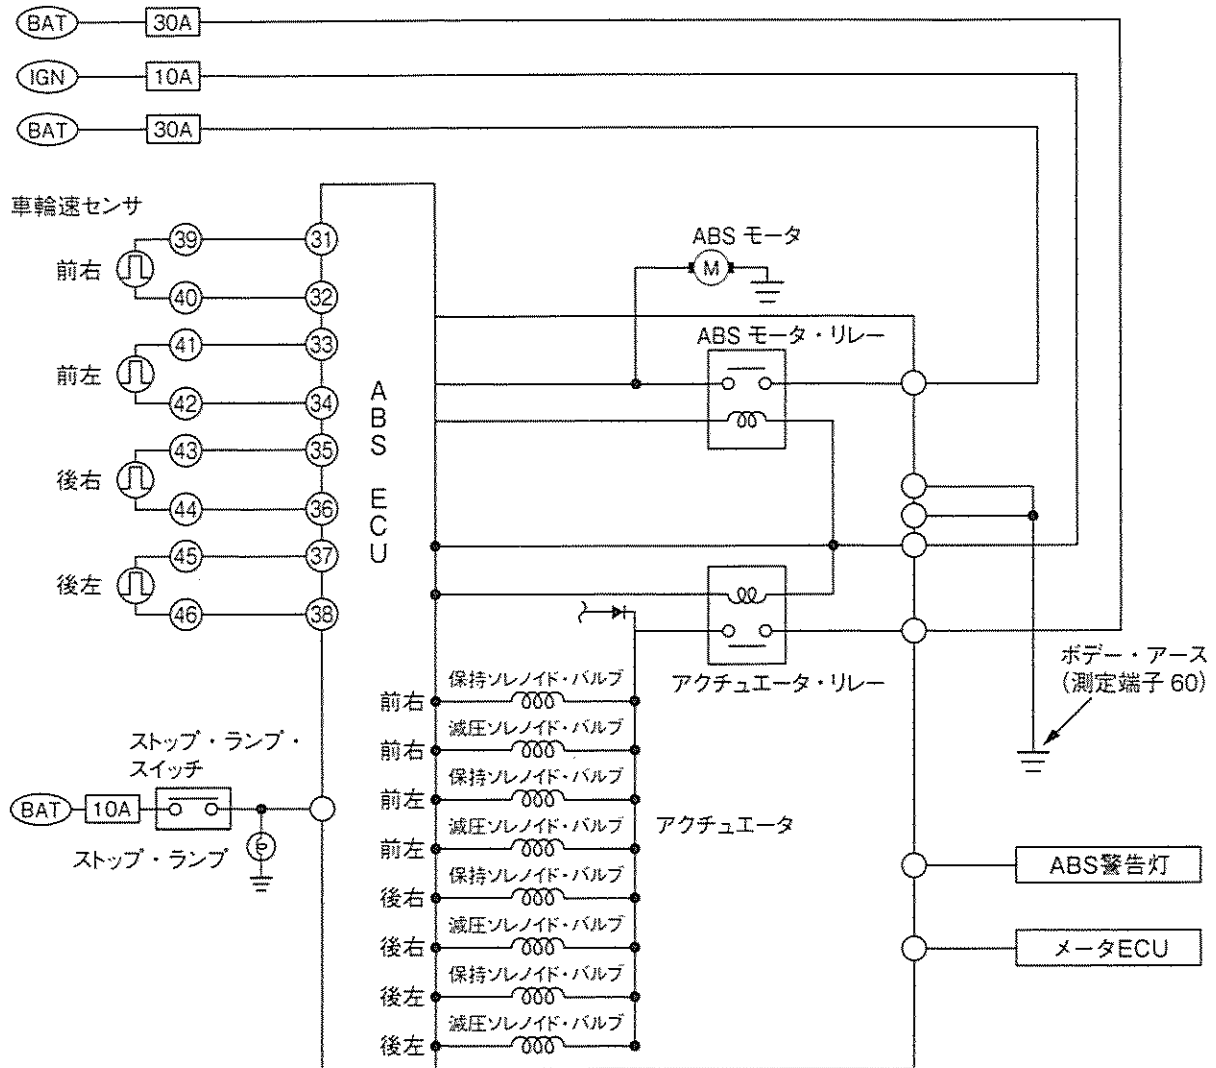 BAT 30A
IGN 10A
BAT 30A
車輪速センサ
前右
39
31
40
32
前左
41
33
42
34
後右
43
35
44
36
後左
45
37
46
38
ABS ECU
ABS モータ
M
ABS モータ・リレー
アクチュエータ・リレー
ボデー・アース
(測定端子 60)
保持ソレノイド・バルブ
前右
減圧ソレノイド・バルブ
前右
保持ソレノイド・バルブ
前左
減圧ソレノイド・バルブ
前左
保持ソレノイド・バルブ
後右
減圧ソレノイド・バルブ
後右
保持ソレノイド・バルブ
後左
減圧ソレノイド・バルブ
後左
アクチュエータ
ストップ・ランプ・
スイッチ
BAT 10A
ストップ・ランプ
ABS警告灯
メータECU